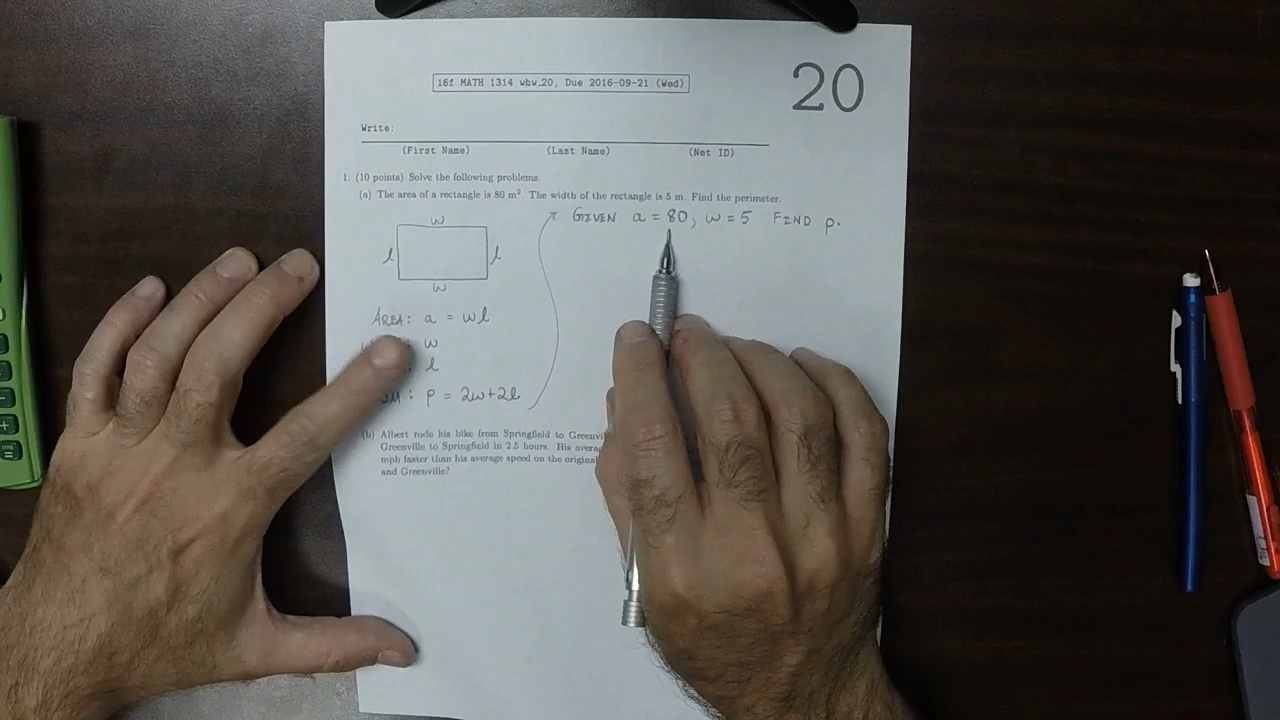 16f MATH 1314 whw_20, Due 2016-09-21 (Wed)
20
Write:
(First Name) (Last Name) (Net ID)
1. (10 points) Solve the following problems.
(a) The area of a rectangle is 80 m². The width of the rectangle is 5 m. Find the perimeter.
GIVEN a = 80, w = 5 FIND p.
w
l l
w
AREA: a = wl
: w
: l
: p = 2w+2l
(b) Albert rode his bike from Springfield to
Greenville to Springfield in 2.5 hours. His
mph faster than his average speed on the original
and Greenville?